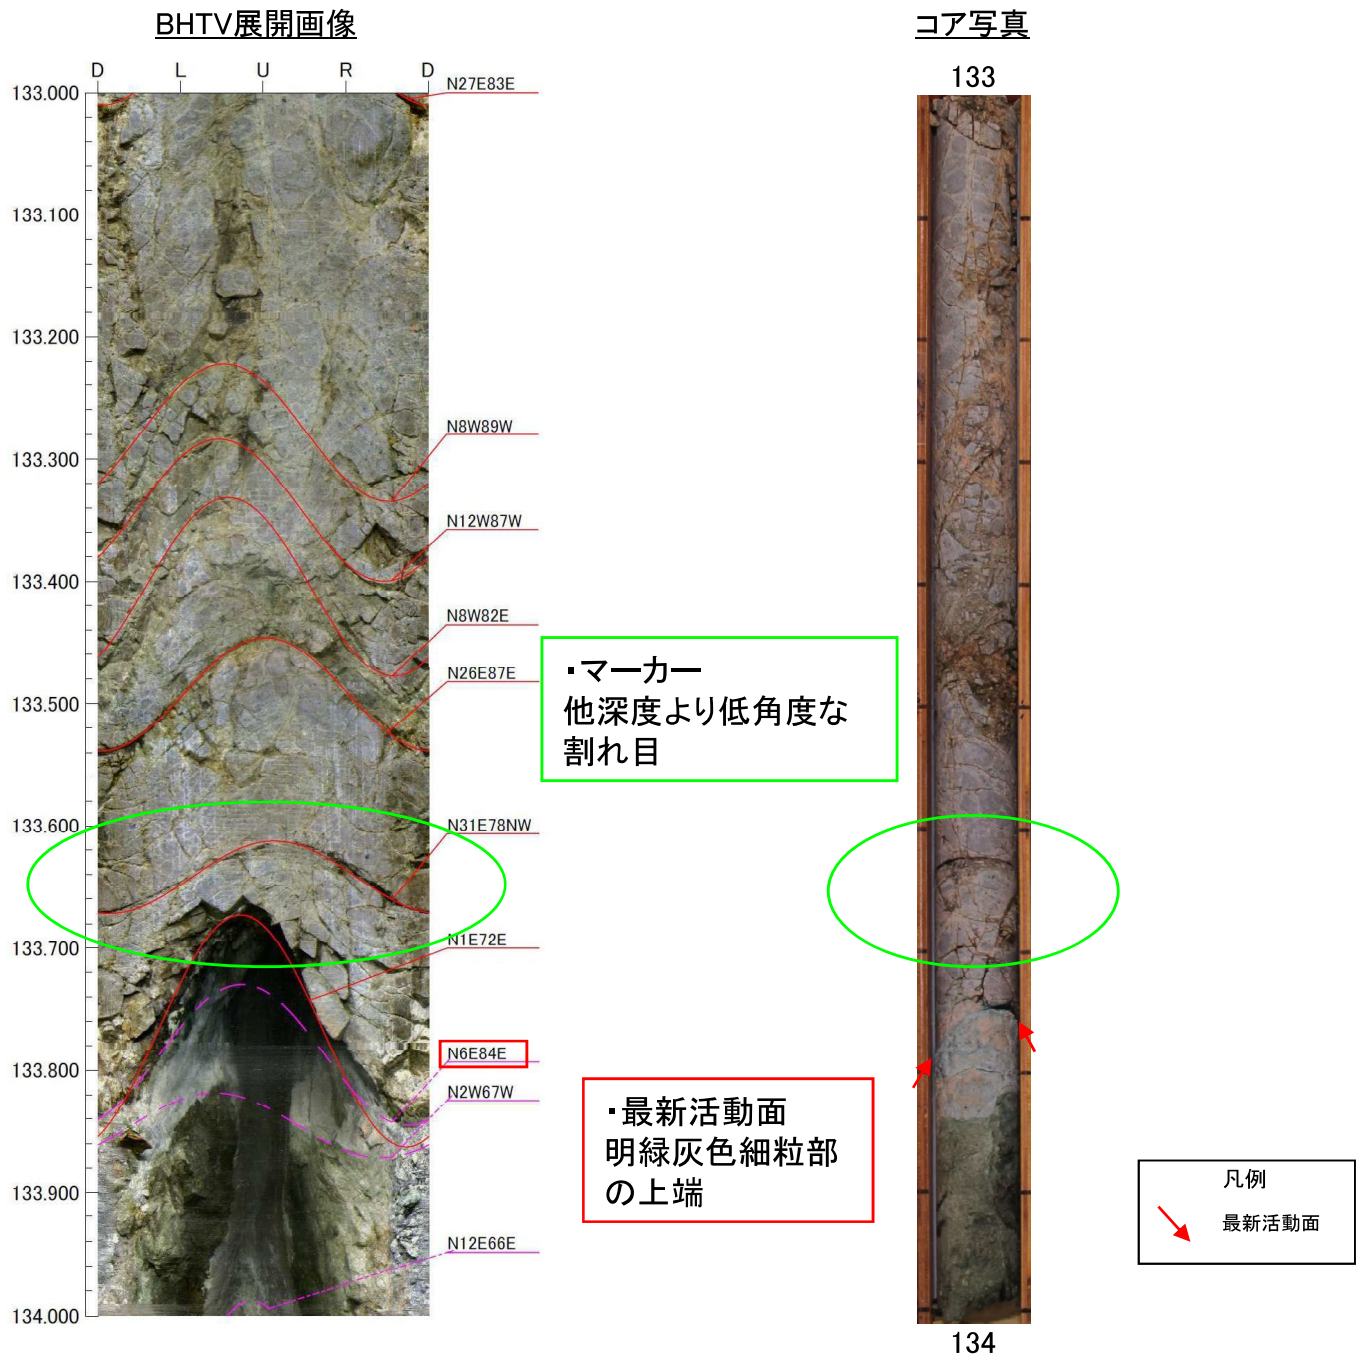 BHTV展開画像
コア写真
D L U R D
133
N27E83E
133.000
133.100
133.200
133.300
133.400
133.500
133.600
133.700
133.800
133.900
134.000
N8W89W
N12W87W
N8W82E
N26E87E
N31E78NW
N1E72E
N6E84E
N2W67W
N12E66E
・マーカー
他深度より低角度な
割れ目
・最新活動面
明緑灰色細粒部
の上端
凡例
最新活動面
134